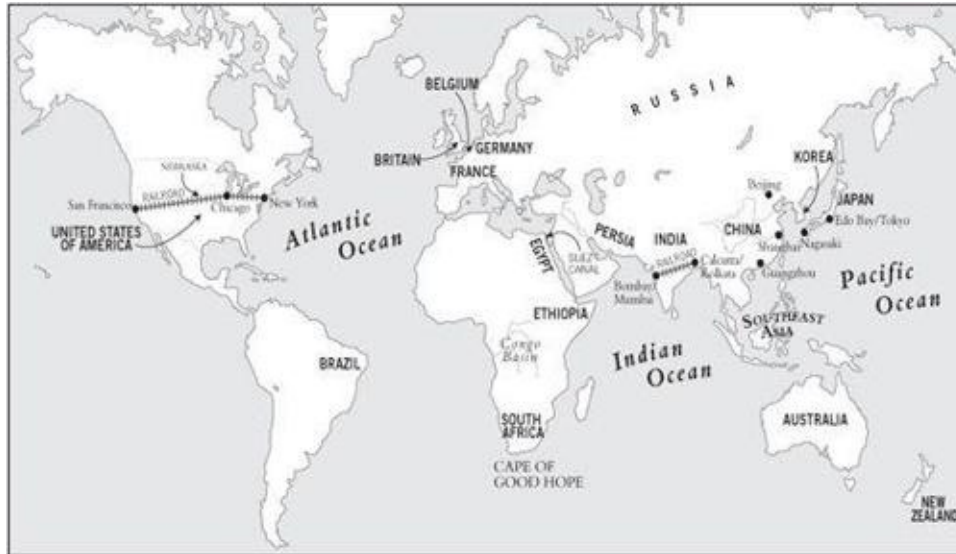 RUSSIA
BELGIUM
GERMANY
BRITAIN
FRANCE
KOREA
Beijing
JAPAN
NEBRASKA
RAILROAD
San Francisco
Chicago
New York
UNITED STATES
OF AMERICA
Atlantic
Ocean
EGYPT
SUEZ
CANAL
PERSIA
INDIA
RAILROAD
Bombay/
Mumba
Calcutta/
Kolkata
CHINA
Shanghai
Nagasaki
Edo Bay/Tokyo
Guangzhou
Pacific
Ocean
SOUTHEAST
ASIA
ETHIOPIA
Congo
Basin
Indian
Ocean
BRAZIL
SOUTH
AFRICA
CAPE OF
GOOD HOPE
AUSTRALIA
NEW
ZEALAND